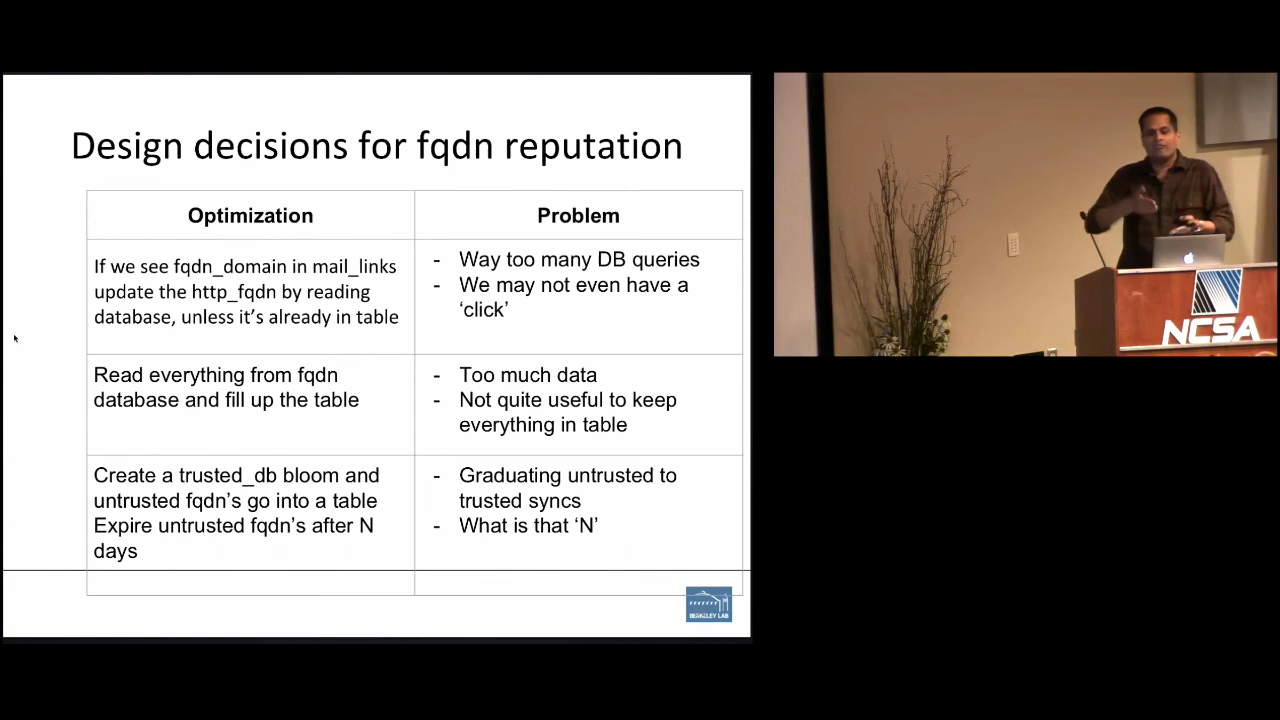 Design decisions for fqdn reputation
Optimization
Problem
If we see fqdn_domain in mail_links
update the http_fqdn by reading
database, unless it's already in table
- Way too many DB queries
- We may not even have a
'click'
Read everything from fqdn
database and fill up the table
- Too much data
- Not quite useful to keep
everything in table
Create a trusted_db bloom and
untrusted fqdn's go into a table
Expire untrusted fqdn's after N
days
- Graduating untrusted to
trusted syncs
- What is that 'N'
BERKELEY LAB
NCSA